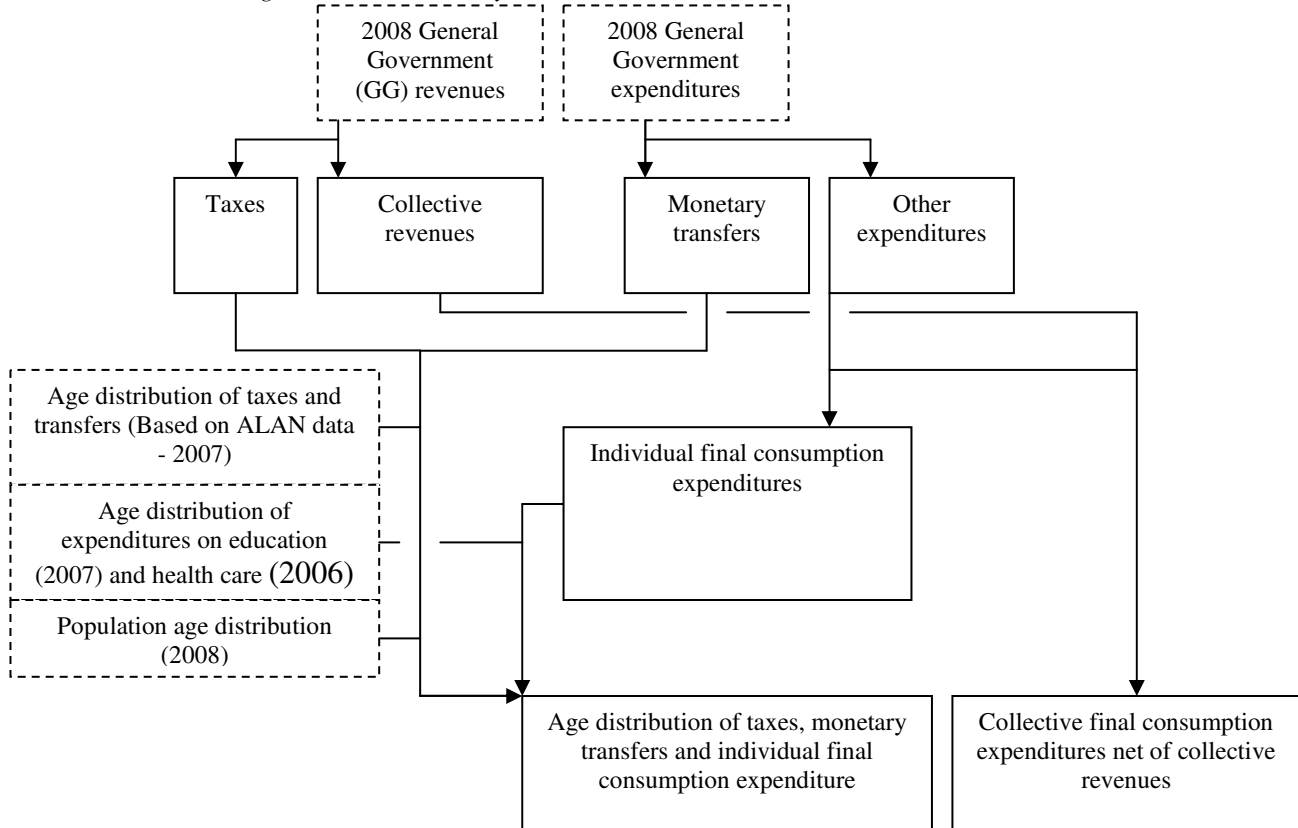 2008 General
Government
(GG) revenues
2008 General
Government
expenditures
Taxes
Collective
revenues
Monetary
transfers
Other
expenditures
Age distribution of taxes and
transfers (Based on ALAN data
- 2007)
Individual final consumption
expenditures
Age distribution of
expenditures on education
(2007) and health care (2006)
Population age distribution
(2008)
Age distribution of taxes, monetary
transfers and individual final
consumption expenditure
Collective final consumption
expenditures net of collective
revenues